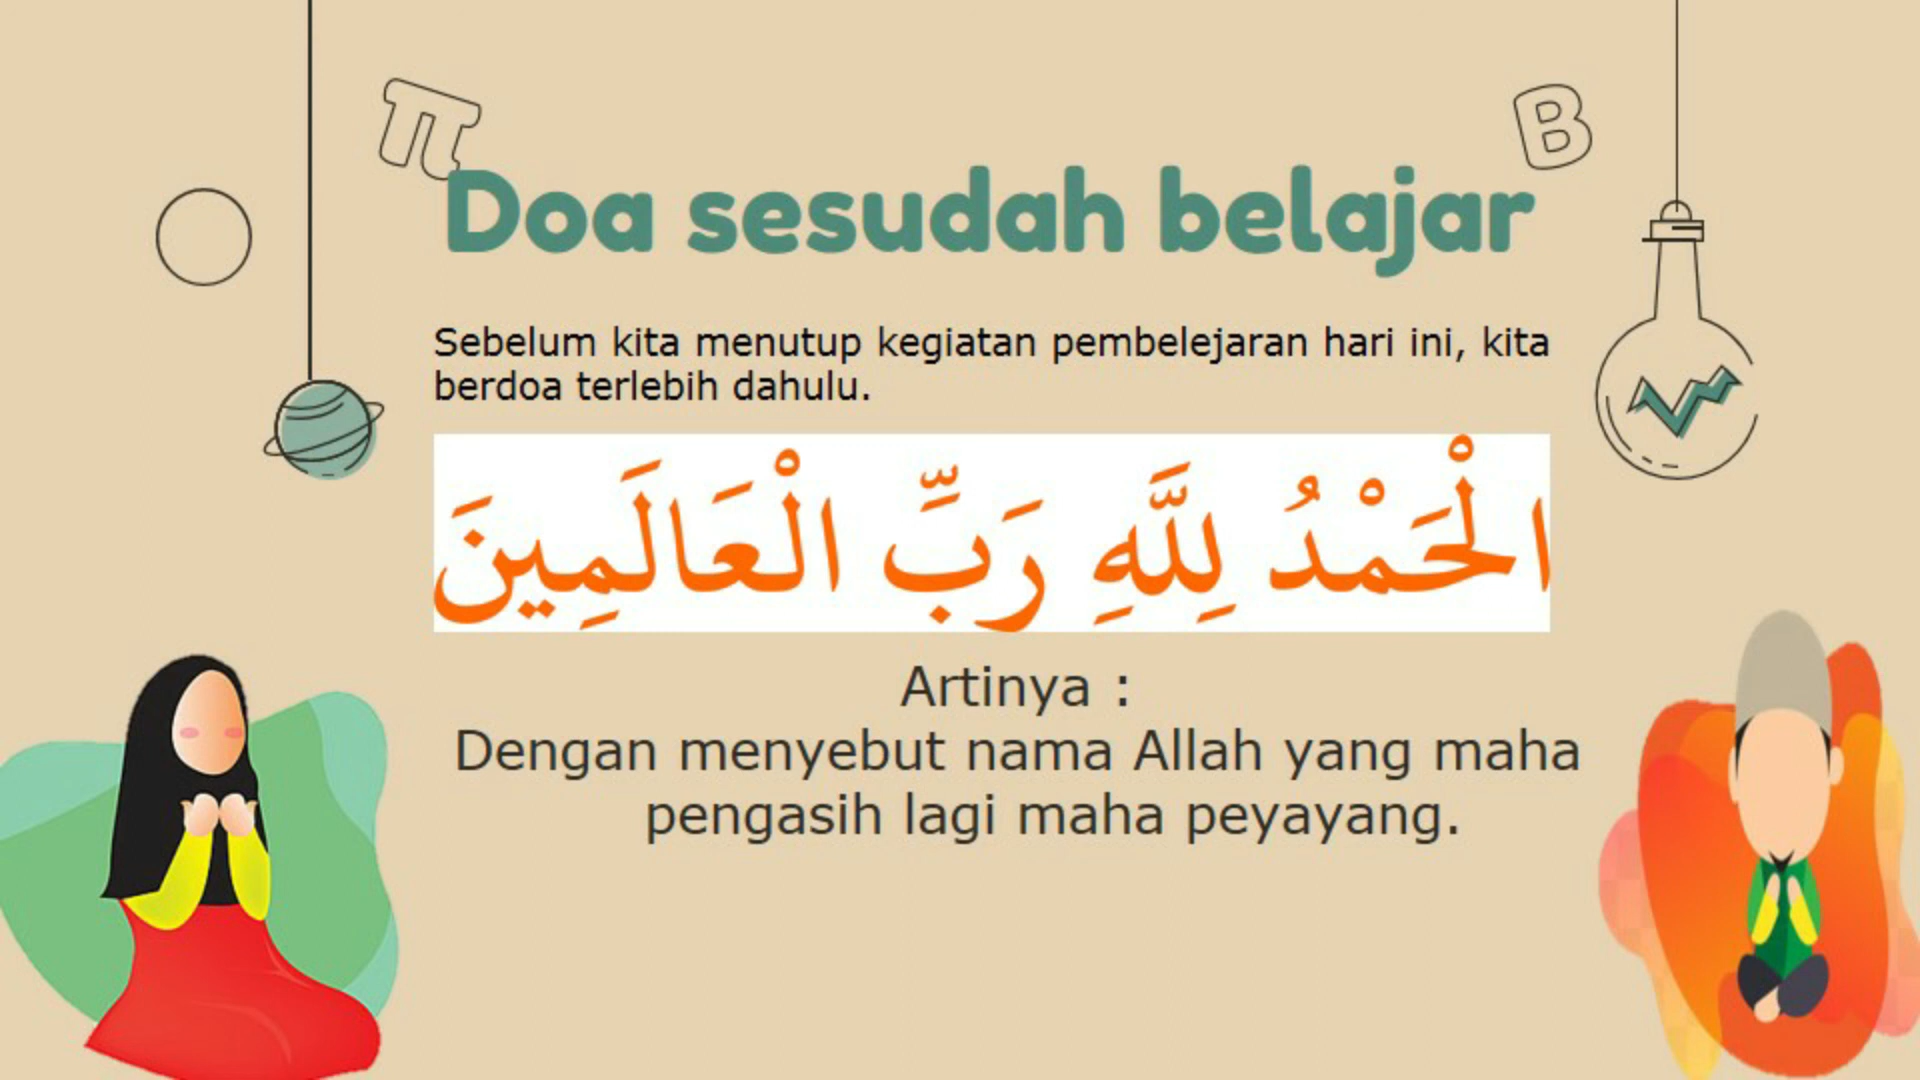 π
B
Doa sesudah belajar
Sebelum kita menutup kegiatan pembelejaran hari ini, kita
berdoa terlebih dahulu.
الْحَمْدُ لِلَّهِ رَبِّ الْعَالَمِينَ
Artinya :
Dengan menyebut nama Allah yang maha
pengasih lagi maha peyayang.